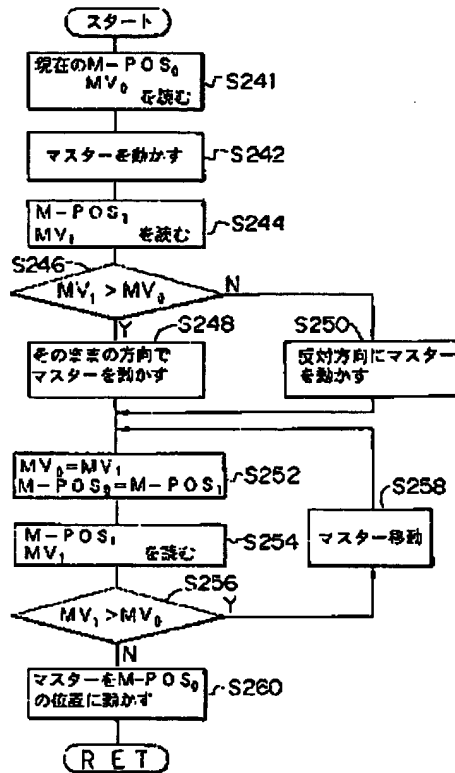 スタート
現在のM-POS₀
MV₀
を読む
S241
マスターを動かす
S242
M-POS₁
MV₁ を読む
S244
S246
MV₁>MV₀
N
Y
S248
そのままの方向で
マスターを動かす
S250
反対方向にマスター
を動かす
MV₀=MV₁
M-POS₀=M-POS₁
S252
S258
マスター移動
M-POS₁
MV₁ を読む
S254
S256
MV₁>MV₀
Y
N
マスターをM-POS₀
の位置に動かす
S260
RET